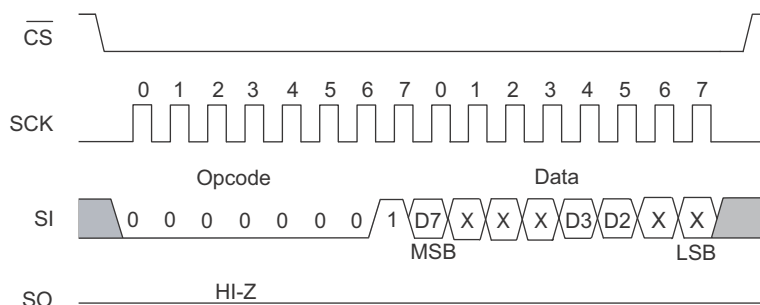 CS
0 1 2 3 4 5 6 7 0 1 2 3 4 5 6 7
SCK
Opcode Data
SI 0 0 0 0 0 0 0 1 D7 X X X D3 D2 X X
MSB LSB
HI-Z
SO